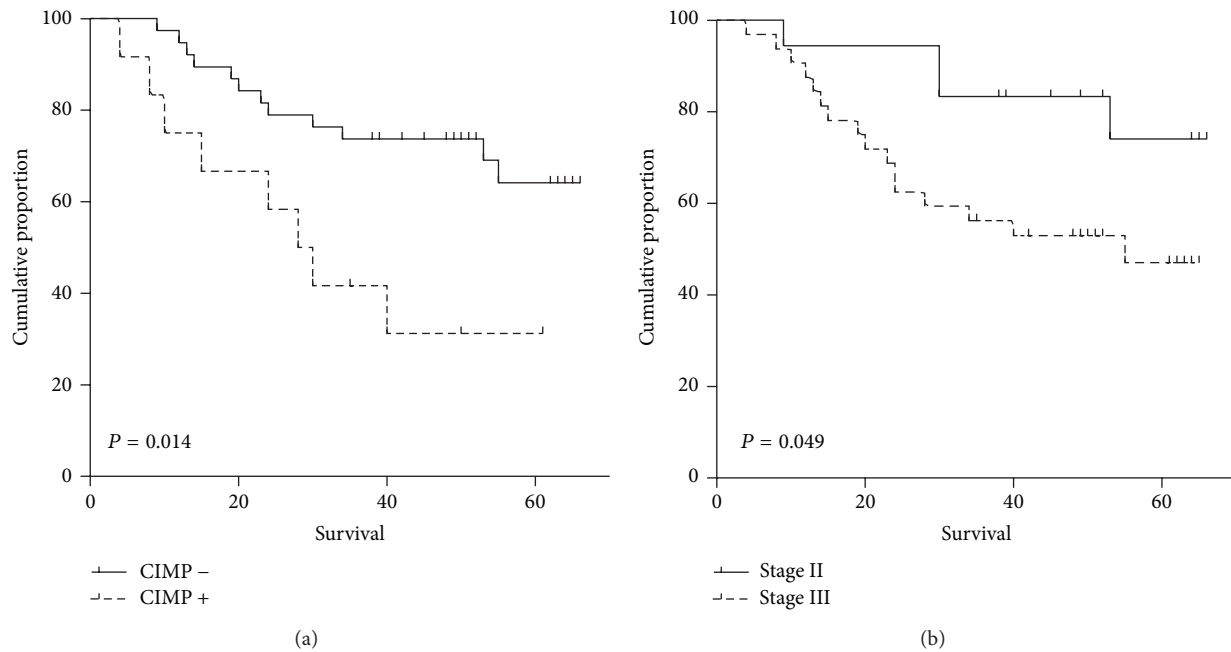 100
80
60
40
20
0
Cumulative proportion
P = 0.014
0 20 40 60
Survival
CIMP −
CIMP +
(a)
100
80
60
40
20
0
Cumulative proportion
P = 0.049
0 20 40 60
Survival
Stage II
Stage III
(b)